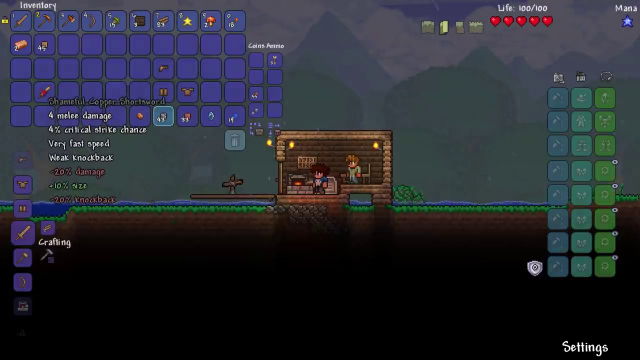 Inventory
Life: 100/100
Mana
Coins Ammo
Shameful Copper Shortsword
4 melee damage
4% critical strike chance
Very fast speed
Weak knockback
-20% damage
+10% size
-20% knockback
Crafting
Settings